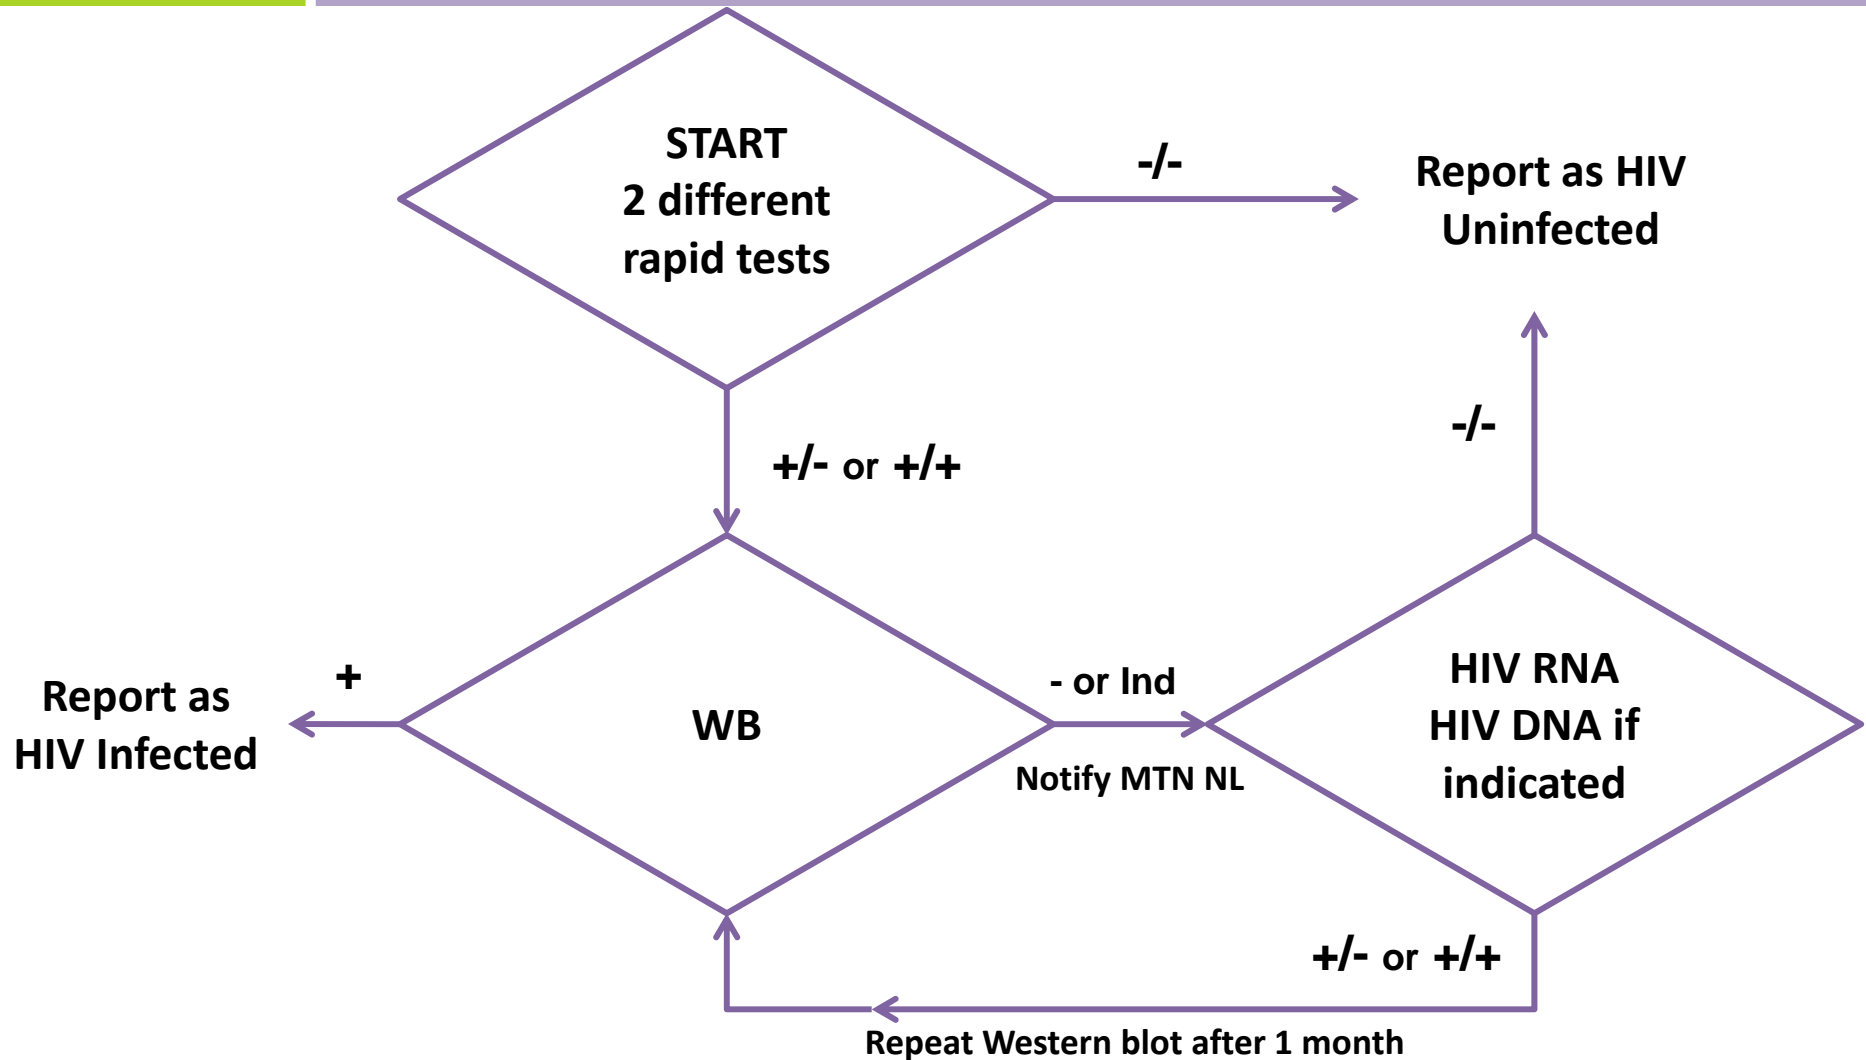 START
2 different
rapid tests
-/-
Report as HIV
Uninfected
+/- or +/+
-/-
Report as
HIV Infected
+
WB
- or Ind
Notify MTN NL
HIV RNA
HIV DNA if
indicated
+/- or +/+
Repeat Western blot after 1 month